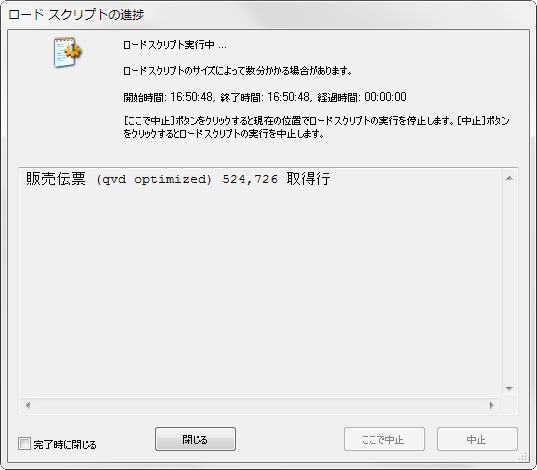 ロード スクリプトの進捗
ロードスクリプト実行中 ...
ロードスクリプトのサイズによって数分かかる場合があります。
開始時間: 16:50:48, 終了時間: 16:50:48, 経過時間: 00:00:00
[ここで中止]ボタンをクリックすると現在の位置でロードスクリプトの実行を停止します。[中止]ボタン
をクリックするとロードスクリプトの実行を中止します。
販売伝票 (qvd optimized) 524,726 取得行
完了時に閉じる
閉じる
ここで中止
中止